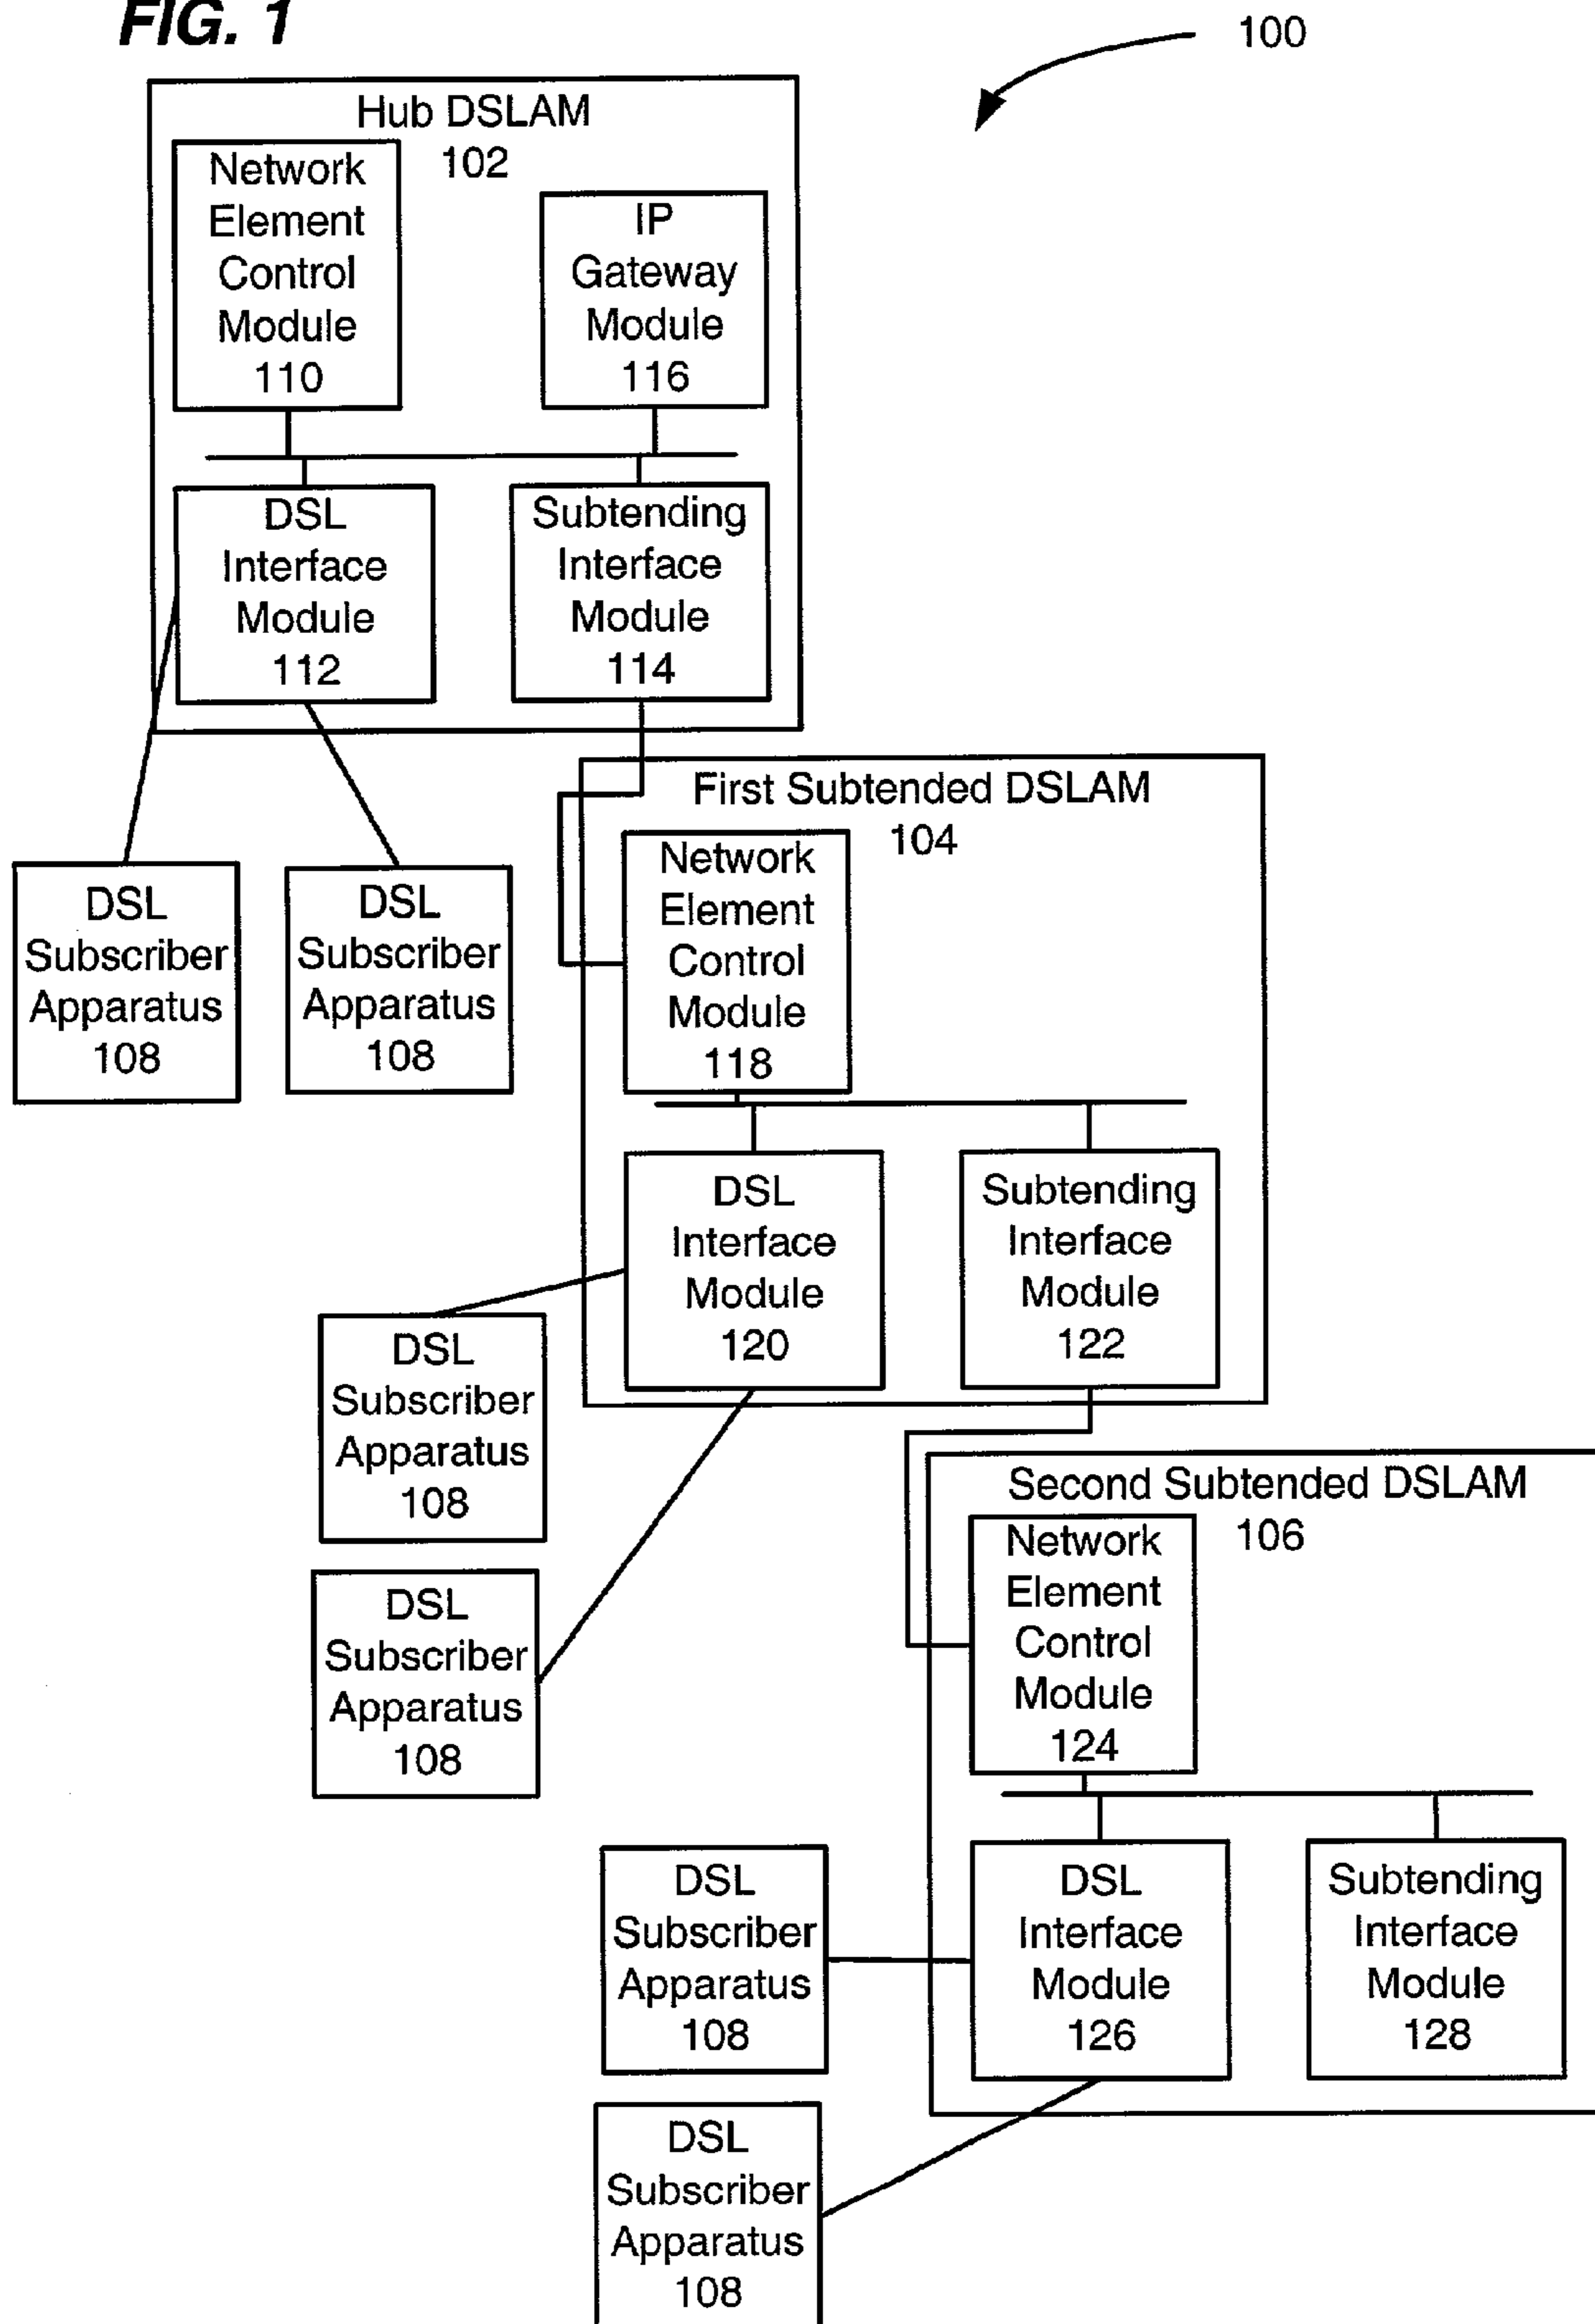 FIG. 1
100
Hub DSLAM
102
Network
Element
Control
Module
110
IP
Gateway
Module
116
DSL
Interface
Module
112
Subtending
Interface
Module
114
First Subtended DSLAM
104
Network
Element
Control
Module
118
DSL
Subscriber
Apparatus
108
DSL
Subscriber
Apparatus
108
DSL
Interface
Module
120
Subtending
Interface
Module
122
DSL
Subscriber
Apparatus
108
DSL
Subscriber
Apparatus
108
Second Subtended DSLAM
106
Network
Element
Control
Module
124
DSL
Subscriber
Apparatus
108
DSL
Interface
Module
126
Subtending
Interface
Module
128
DSL
Subscriber
Apparatus
108